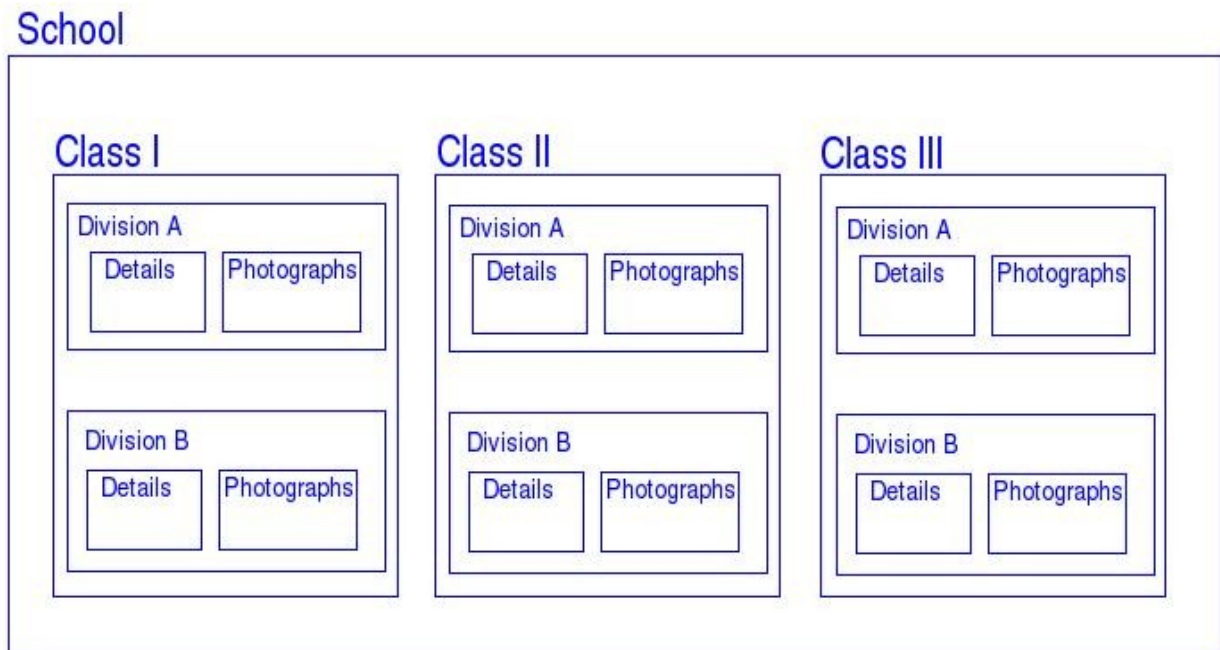 School
Class I
Division A
Details
Photographs
Division B
Details
Photographs
Class II
Division A
Details
Photographs
Division B
Details
Photographs
Class III
Division A
Details
Photographs
Division B
Details
Photographs